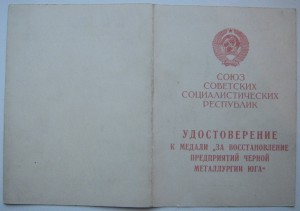 СОЮЗ
СОВЕТСКИХ
СОЦИАЛИСТИЧЕСКИХ
РЕСПУБЛИК
УДОСТОВЕРЕНИЕ
К МЕДАЛИ „ЗА ВОССТАНОВЛЕНИЕ
ПРЕДПРИЯТИЙ ЧЕРНОЙ
МЕТАЛЛУРГИИ ЮГА“